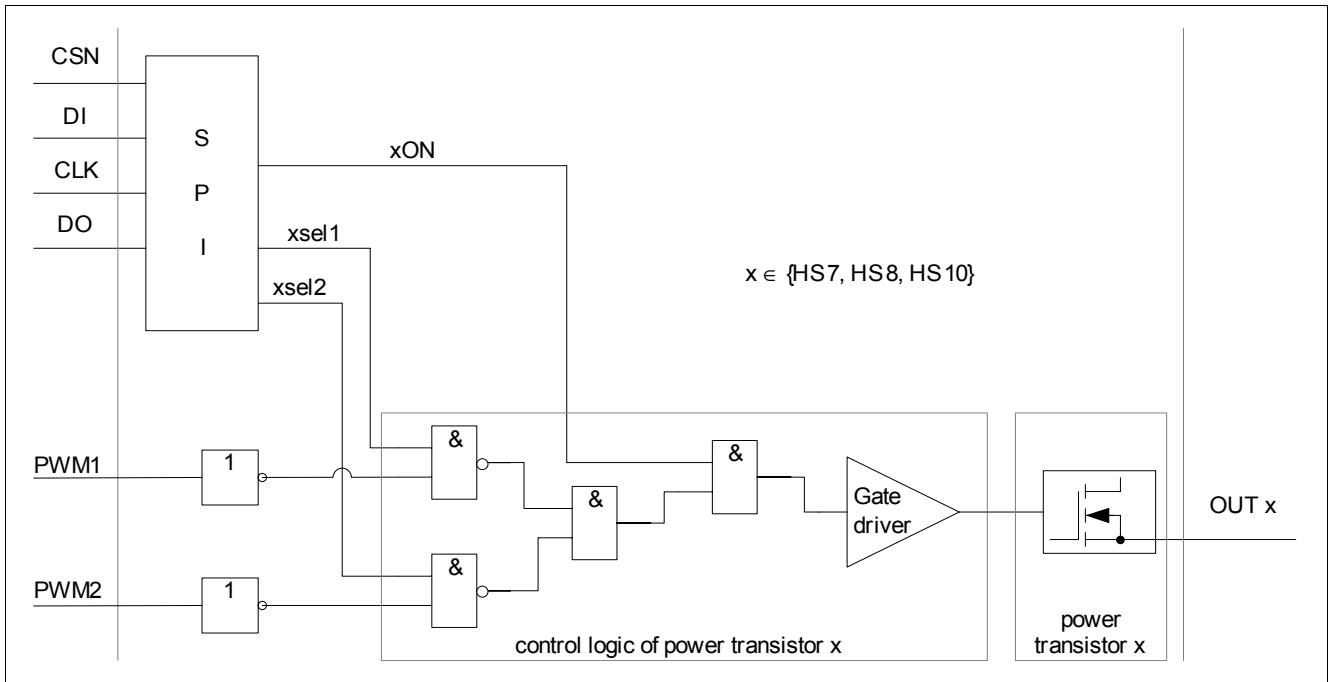 CSN
DI
CLK
DO
S
P
I
xON
xsel1
xsel2
x ∈ {HS7, HS8, HS10}
PWM1
1
&
&
&
Gate
driver
OUT x
PWM2
1
&
control logic of power transistor x
power
transistor x